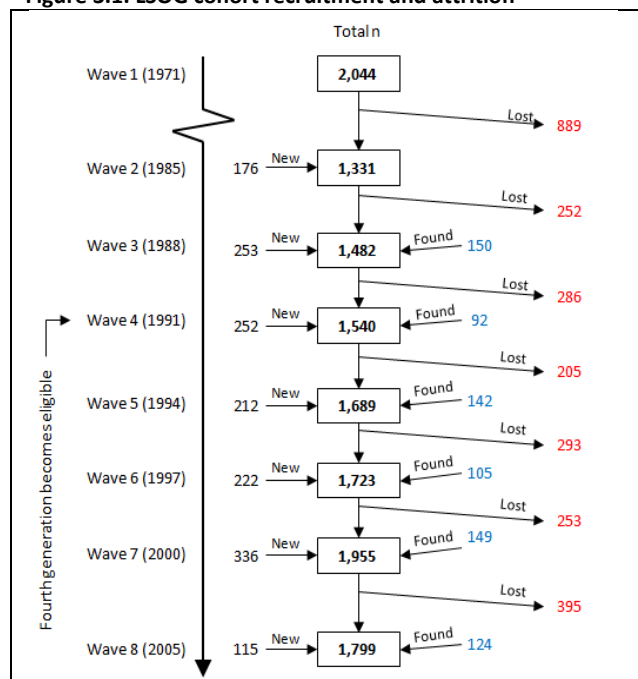 Figure 3.1: LSOG cohort recruitment and attrition
Total n
Wave 1 (1971) 2,044
Lost 889
Wave 2 (1985) 176 New 1,331
Lost 252
Wave 3 (1988) 253 New 1,482 Found 150
Lost 286
Wave 4 (1991) 252 New 1,540 Found 92
Lost 205
Wave 5 (1994) 212 New 1,689 Found 142
Lost 293
Wave 6 (1997) 222 New 1,723 Found 105
Lost 253
Wave 7 (2000) 336 New 1,955 Found 149
Lost 395
Wave 8 (2005) 115 New 1,799 Found 124
Fourth generation becomes eligible